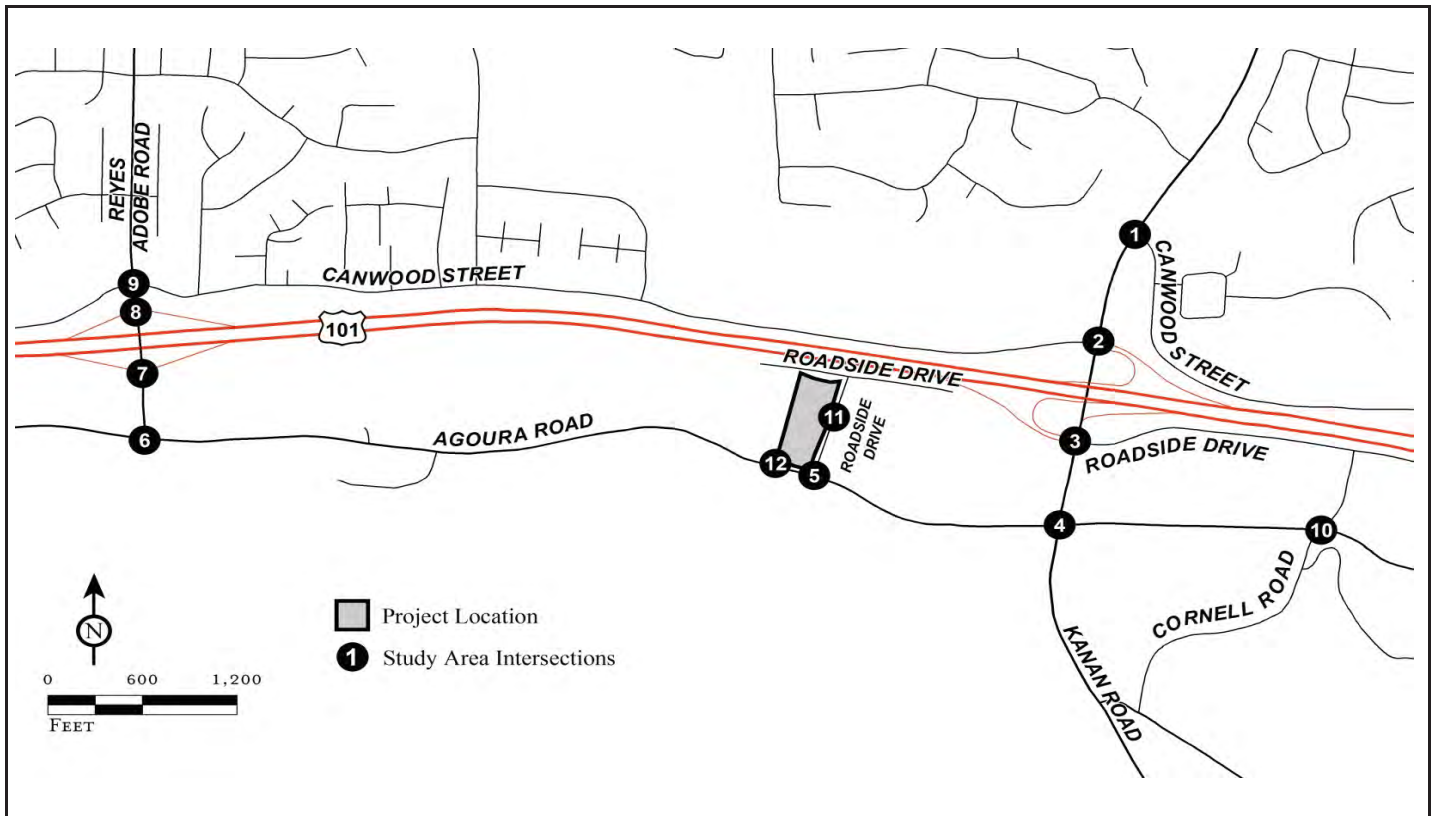 REYES
ADOBE ROAD
1
CANWOOD STREET
9
CANWOOD STREET
8
101
2
7
ROADSIDE DRIVE
11
ROADSIDE
DRIVE
6
AGOURA ROAD
3
ROADSIDE DRIVE
12
5
4
10
CORNELL ROAD
N
Project Location
KANAN ROAD
1 Study Area Intersections
0 600 1,200
FEET